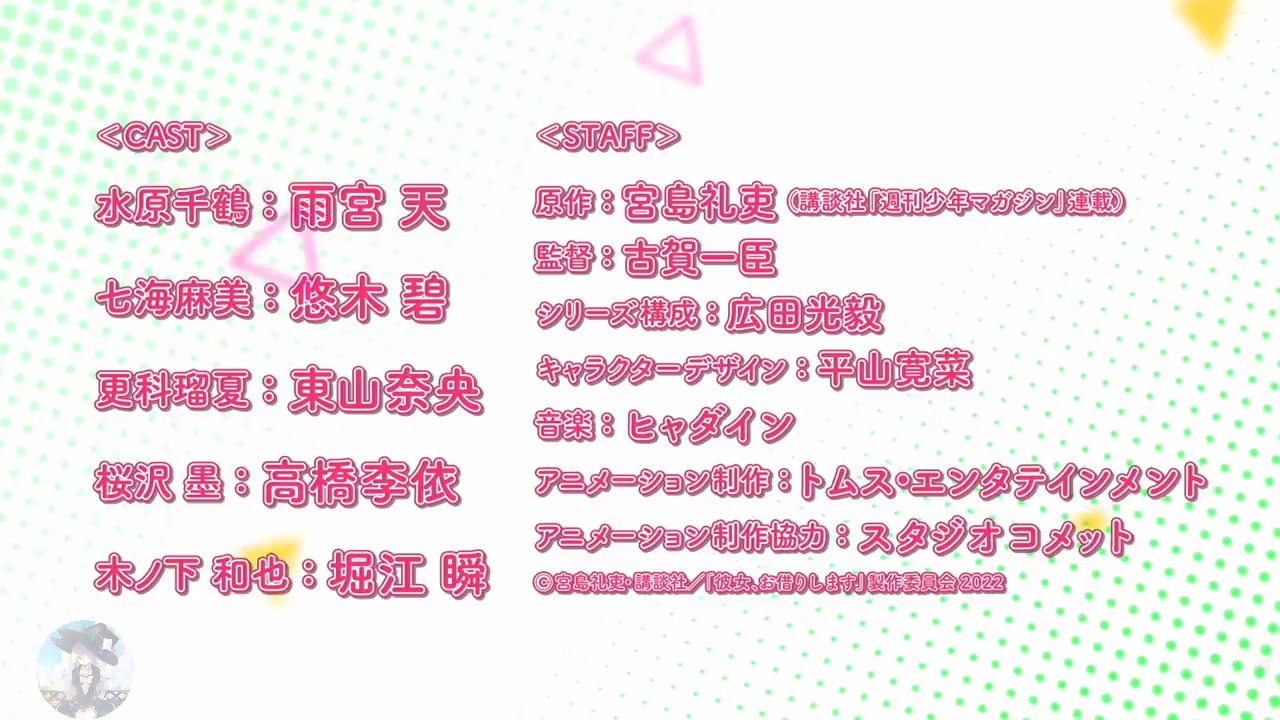 <CAST>
水原千鶴：雨宮 天
七海麻美：悠木 碧
更科瑠夏：東山奈央
桜沢 墨：高橋李依
木ノ下 和也：堀江 瞬
<STAFF>
原作：宮島礼吏（講談社「週刊少年マガジン」連載）
監督：古賀一臣
シリーズ構成：広田光毅
キャラクターデザイン：平山寛菜
音楽：ヒャダイン
アニメーション制作：トムス・エンタテインメント
アニメーション制作協力：スタジオコメット
©宮島礼吏・講談社／「彼女、お借りします」製作委員会 2022